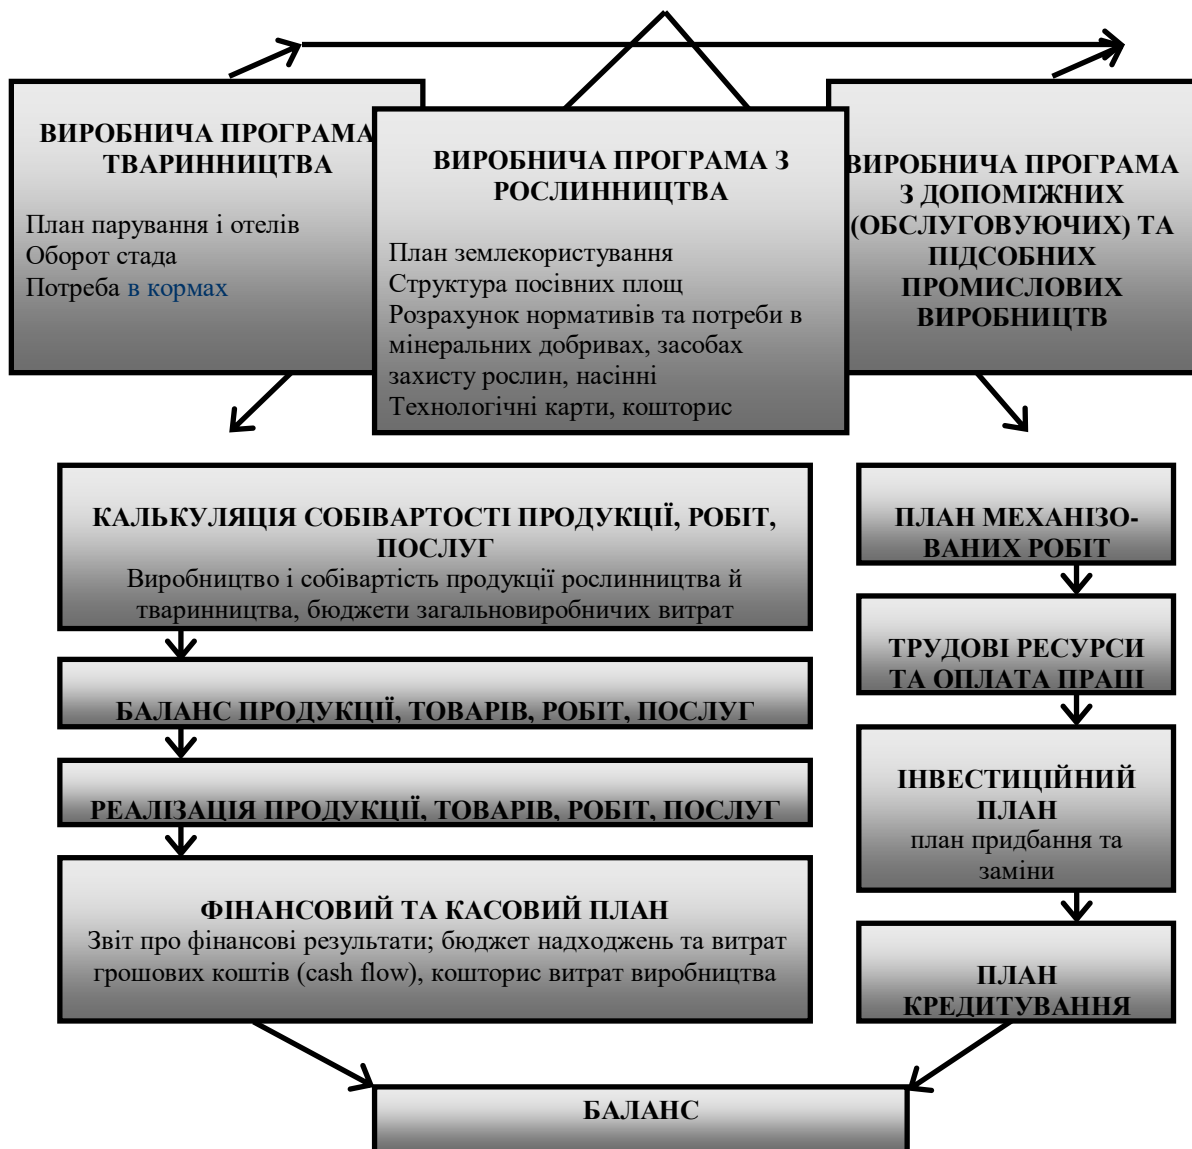 ВИРОБНИЧА ПРОГРАМА
ТВАРИННИЦТВА
План парування і отелів
Оборот стада
Потреба в кормах
ВИРОБНИЧА ПРОГРАМА З
РОСЛИННИЦТВА
План землекористування
Структура посівних площ
Розрахунок нормативів та потреби в
мінеральних добривах, засобах
захисту рослин, насінні
Технологічні карти, кошторис
ВИРОБНИЧА ПРОГРАМА
З ДОПОМІЖНИХ
(ОБСЛУГОВУЮЧИХ) ТА
ПІДСОБНИХ
ПРОМИСЛОВИХ
ВИРОБНИЦТВ
КАЛЬКУЛЯЦІЯ СОБІВАРТОСТІ ПРОДУКЦІЇ, РОБІТ,
ПОСЛУГ
Виробництво і собівартість продукції рослинництва й
тваринництва, бюджети загальновиробничих витрат
БАЛАНС ПРОДУКЦІЇ, ТОВАРІВ, РОБІТ, ПОСЛУГ
РЕАЛІЗАЦІЯ ПРОДУКЦІЇ, ТОВАРІВ, РОБІТ, ПОСЛУГ
ФІНАНСОВИЙ ТА КАСОВИЙ ПЛАН
Звіт про фінансові результати; бюджет надходжень та витрат
грошових коштів (cash flow), кошторис витрат виробництва
ПЛАН МЕХАНІЗО-
ВАНИХ РОБІТ
ТРУДОВІ РЕСУРСИ
ТА ОПЛАТА ПРАЦІ
ІНВЕСТИЦІЙНИЙ
ПЛАН
план придбання та
заміни
ПЛАН
КРЕДИТУВАННЯ
БАЛАНС